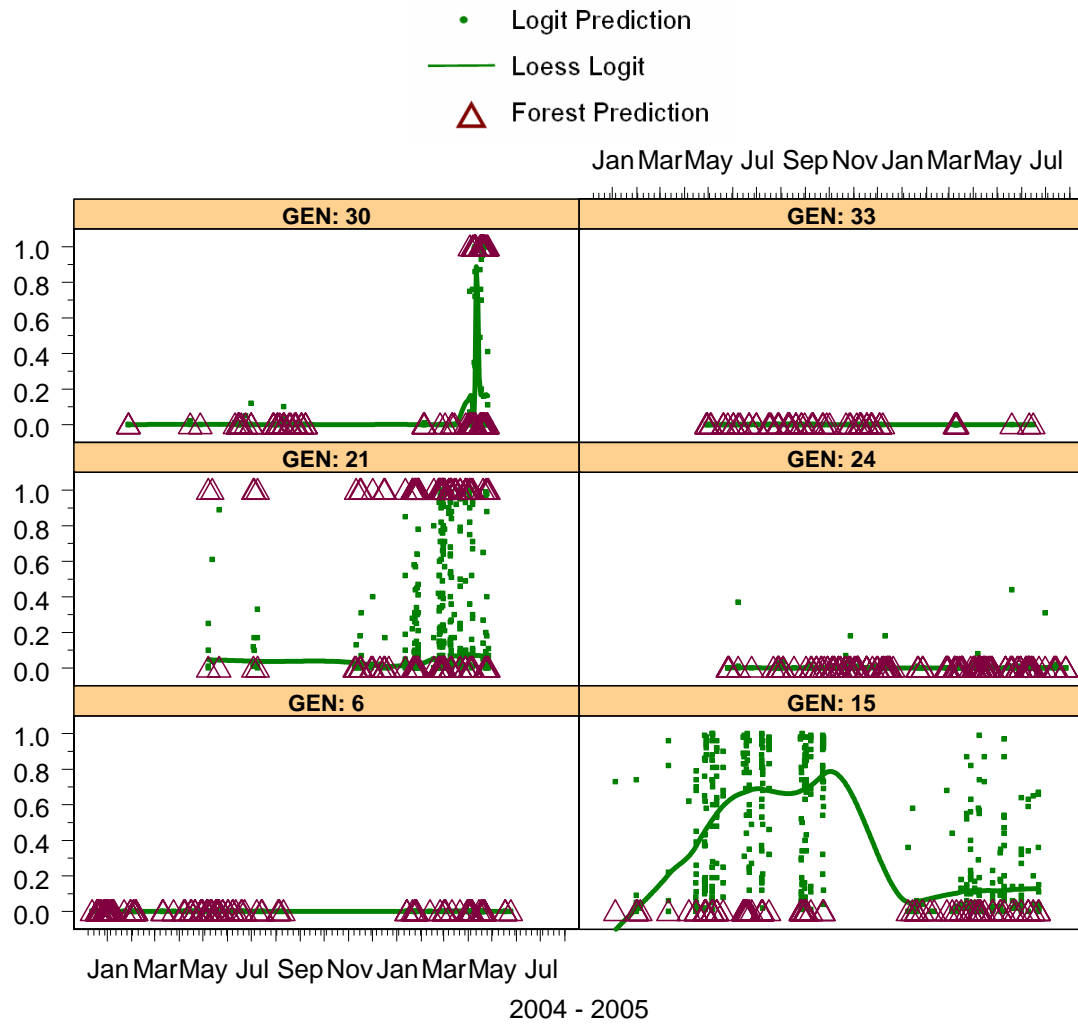 Logit Prediction
Loess Logit
Forest Prediction
Jan Mar May Jul Sep Nov Jan Mar May Jul
GEN: 30 GEN: 33
1.0
0.8
0.6
0.4
0.2
0.0
GEN: 21 GEN: 24
1.0
0.8
0.6
0.4
0.2
0.0
GEN: 6 GEN: 15
1.0
0.8
0.6
0.4
0.2
0.0
Jan Mar May Jul Sep Nov Jan Mar May Jul
2004 - 2005